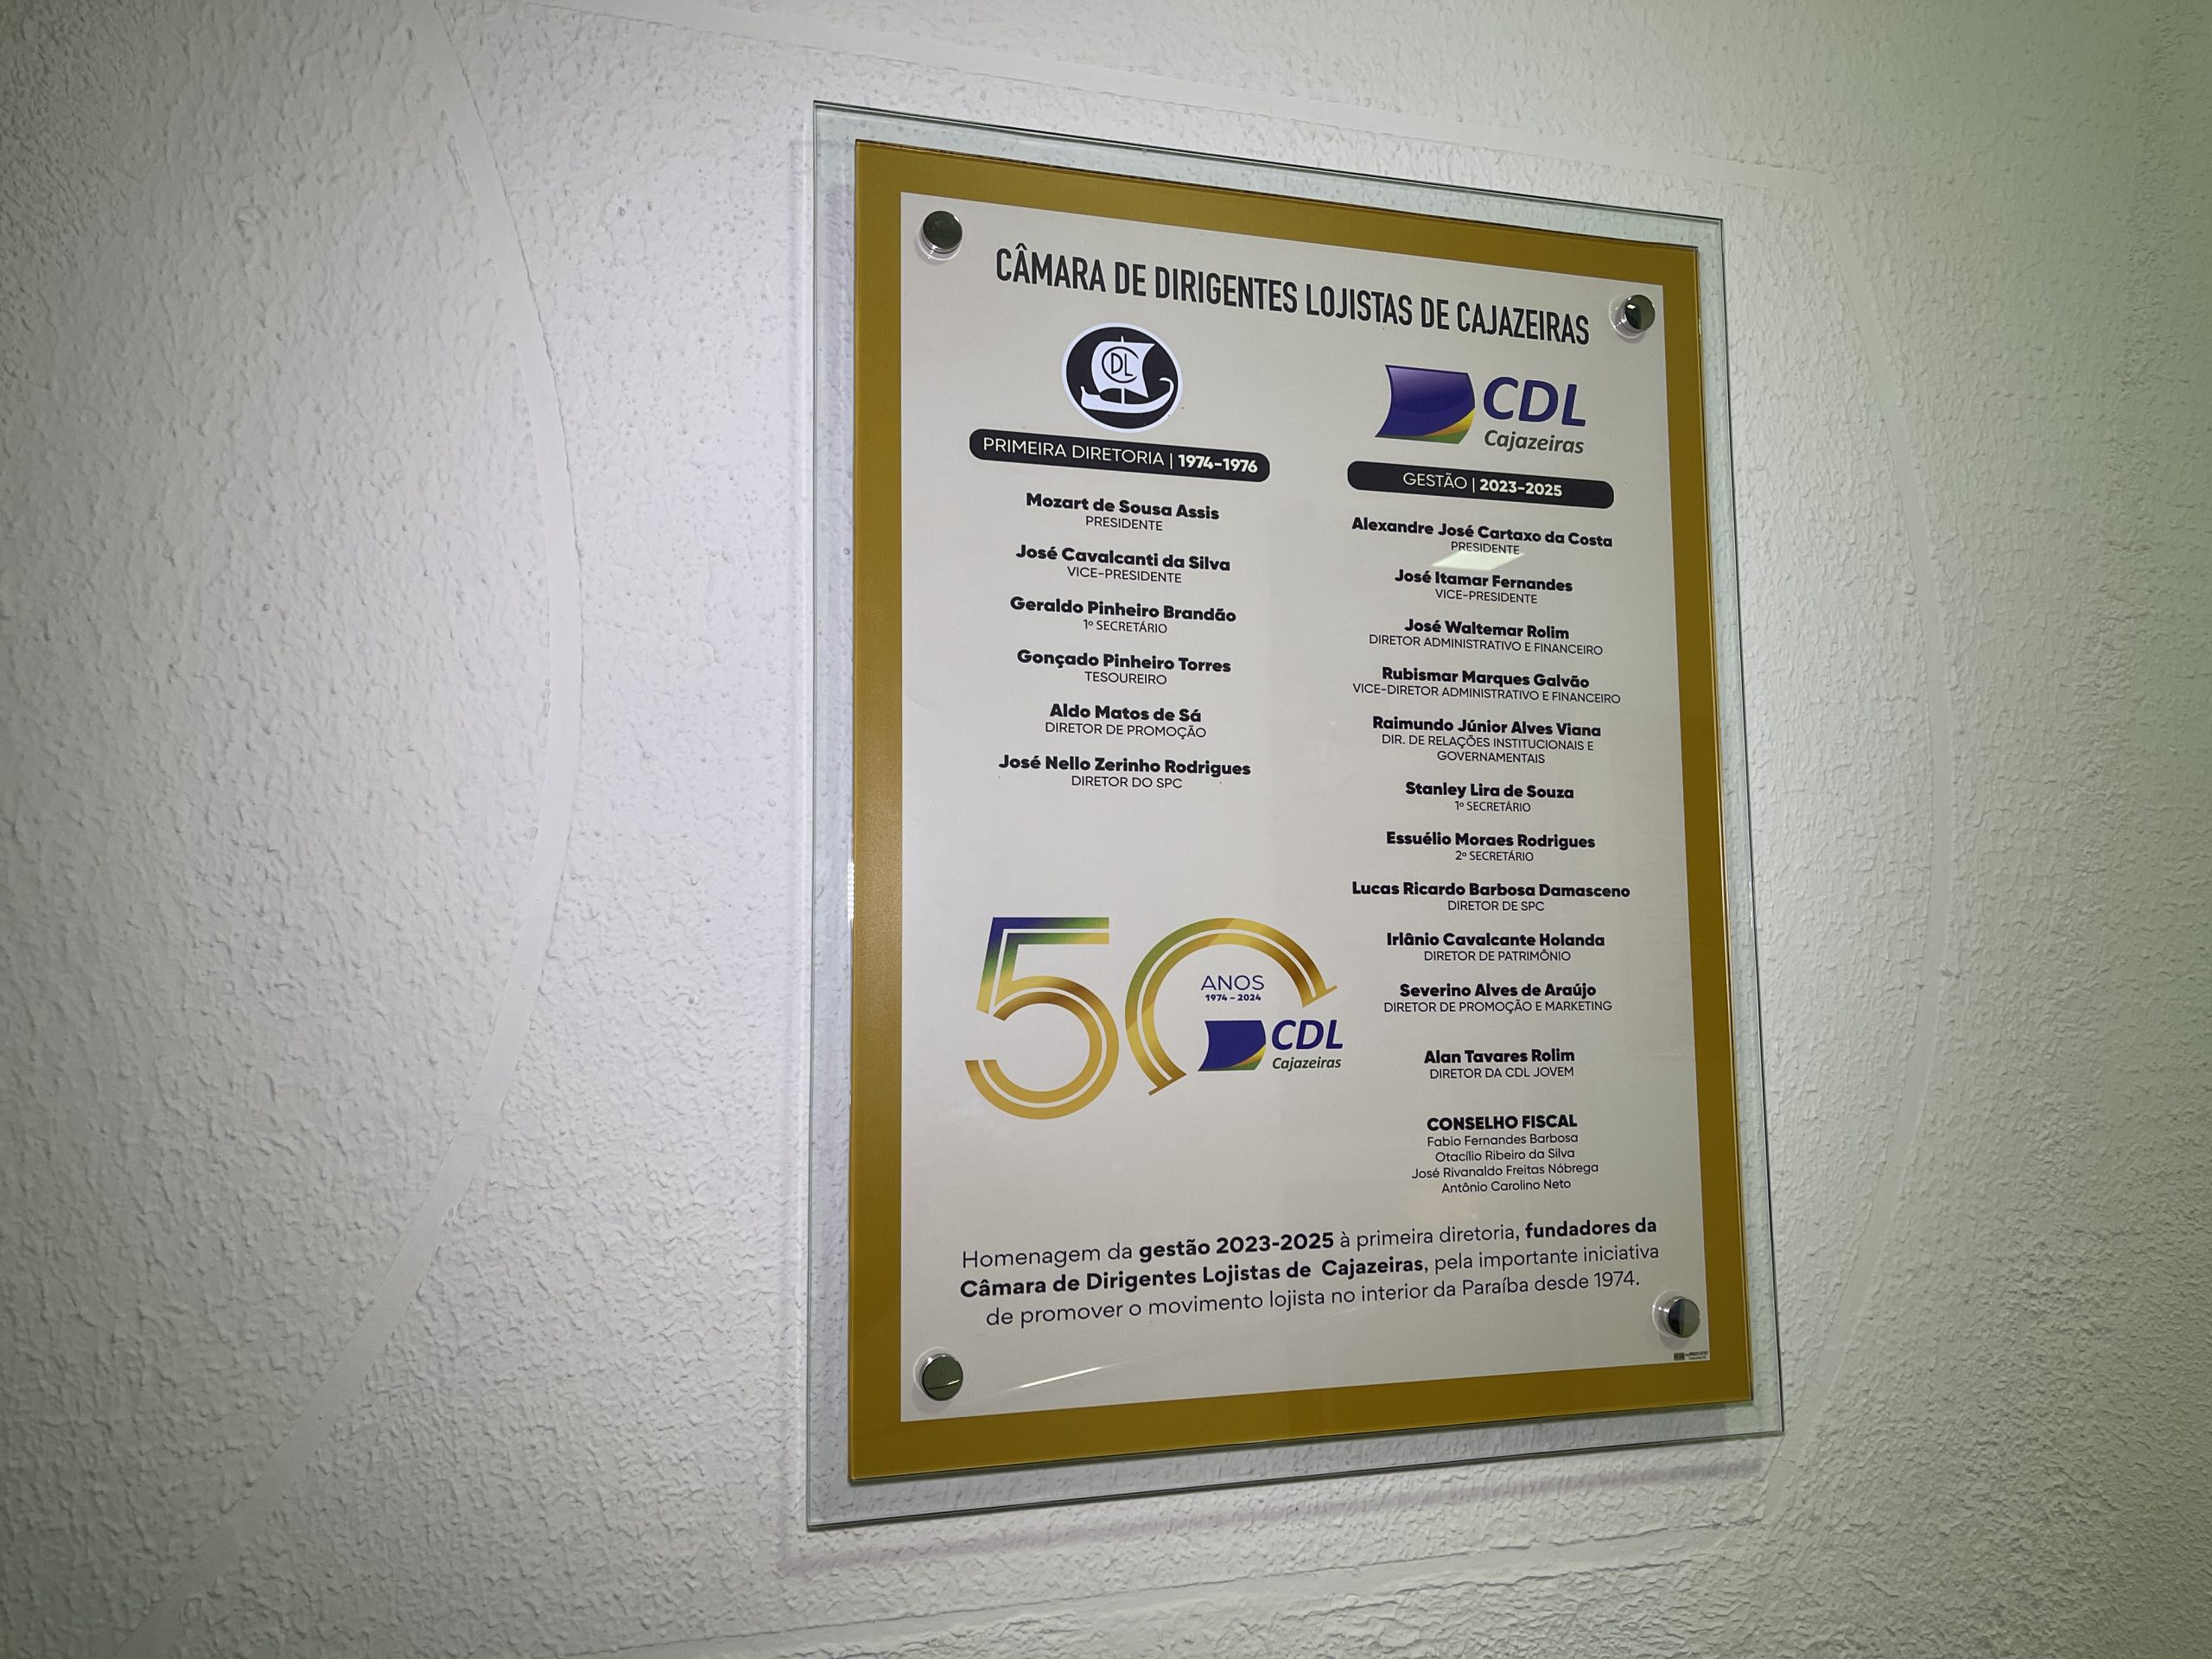 CÂMARA DE DIRIGENTES LOJISTAS DE CAJAZEIRAS
CDL
PRIMEIRA DIRETORIA | 1974-1976
Mozart de Sousa Assis
PRESIDENTE
José Cavalcanti da Silva
VICE-PRESIDENTE
Geraldo Pinheiro Brandão
1º SECRETÁRIO
Gonçado Pinheiro Torres
TESOUREIRO
Aldo Matos de Sá
DIRETOR DE PROMOÇÃO
José Nello Zerinho Rodrigues
DIRETOR DO SPC
50
ANOS
1974 - 2024
CDL
Cajazeiras
CDL
Cajazeiras
GESTÃO | 2023-2025
Alexandre José Cartaxo da Costa
PRESIDENTE
José Itamar Fernandes
VICE-PRESIDENTE
José Waltemar Rolim
DIRETOR ADMINISTRATIVO E FINANCEIRO
Rubismar Marques Galvão
VICE-DIRETOR ADMINISTRATIVO E FINANCEIRO
Raimundo Júnior Alves Viana
DIR. DE RELAÇÕES INSTITUCIONAIS E
GOVERNAMENTAIS
Stanley Lira de Souza
1º SECRETÁRIO
Essuélio Moraes Rodrigues
2º SECRETÁRIO
Lucas Ricardo Barbosa Damasceno
DIRETOR DE SPC
Irlânio Cavalcante Holanda
DIRETOR DE PATRIMÔNIO
Severino Alves de Araújo
DIRETOR DE PROMOÇÃO E MARKETING
Alan Tavares Rolim
DIRETOR DA CDL JOVEM
CONSELHO FISCAL
Fabio Fernandes Barbosa
Otacílio Ribeiro da Silva
José Rivanaldo Freitas Nóbrega
Antônio Carolino Neto
Homenagem da gestão 2023-2025 à primeira diretoria, fundadores da
Câmara de Dirigentes Lojistas de Cajazeiras, pela importante iniciativa
de promover o movimento lojista no interior da Paraíba desde 1974.